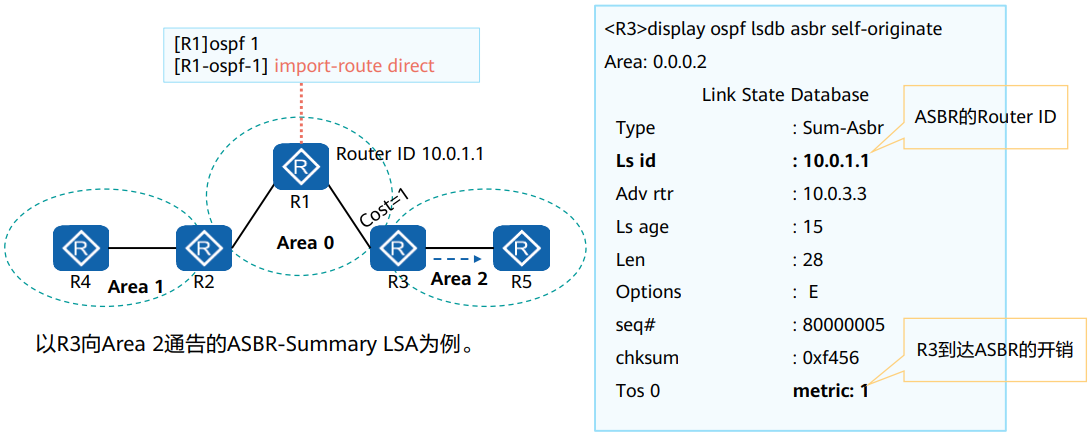 [R1]ospf 1
[R1-ospf-1] import-route direct
Router ID 10.0.1.1
R1
Cost=1
Area 0
R4
Area 1
R2
R3
Area 2
R5
以R3向Area 2通告的ASBR-Summary LSA为例。
<R3>display ospf lsdb asbr self-originate
Area: 0.0.0.2
Link State Database
Type : Sum-Asbr
Ls id : 10.0.1.1
Adv rtr : 10.0.3.3
Ls age : 15
Len : 28
Options : E
seq# : 80000005
chksum : 0xf456
Tos 0 metric: 1
ASBR的Router ID
R3到达ASBR的开销